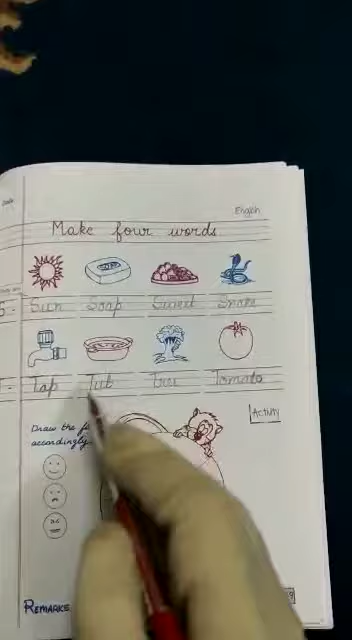 English
Make four words
S - Sun Soap Sweet Snake
T - Tap Tub Tree Tomato
Activity
Draw the
accordingly
REMARKS